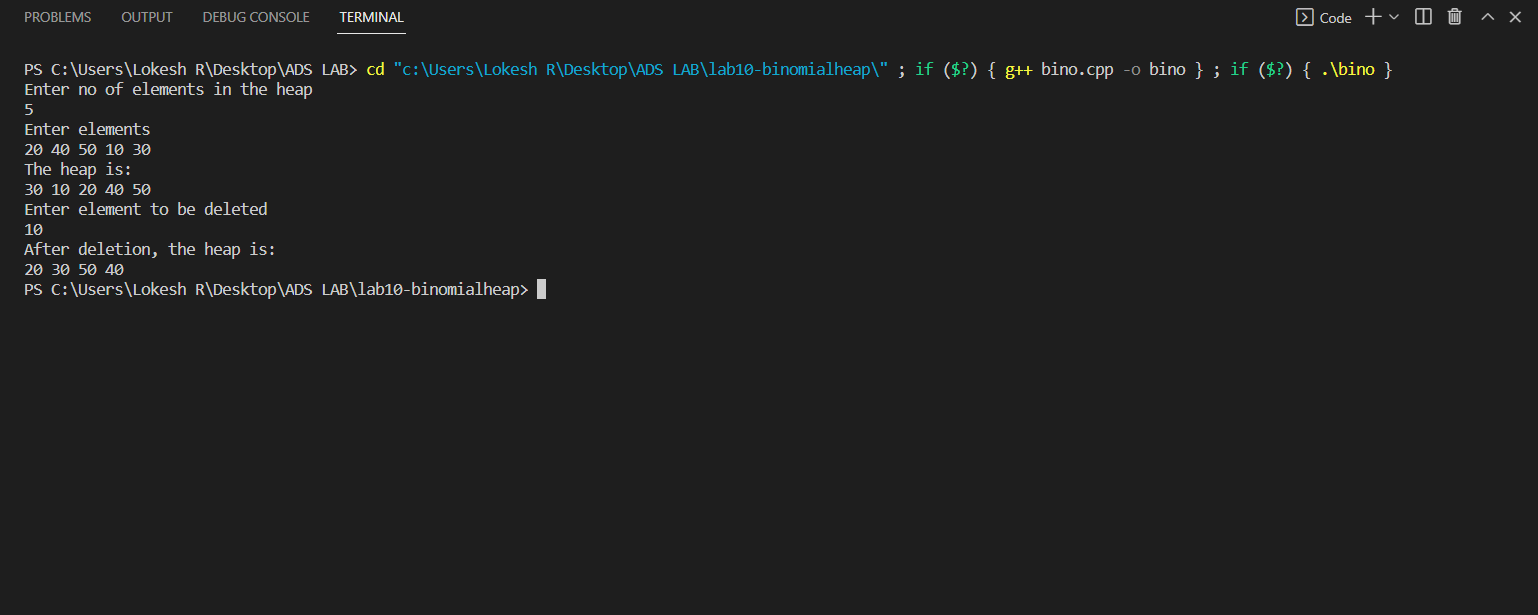 PROBLEMS OUTPUT DEBUG CONSOLE TERMINAL Code
PS C:\Users\Lokesh R\Desktop\ADS LAB> cd "c:\Users\Lokesh R\Desktop\ADS LAB\lab10-binomialheap\" ; if ($?) { g++ bino.cpp -o bino } ; if ($?) { .\bino }
Enter no of elements in the heap
5
Enter elements
20 40 50 10 30
The heap is:
30 10 20 40 50
Enter element to be deleted
10
After deletion, the heap is:
20 30 50 40
PS C:\Users\Lokesh R\Desktop\ADS LAB\lab10-binomialheap>